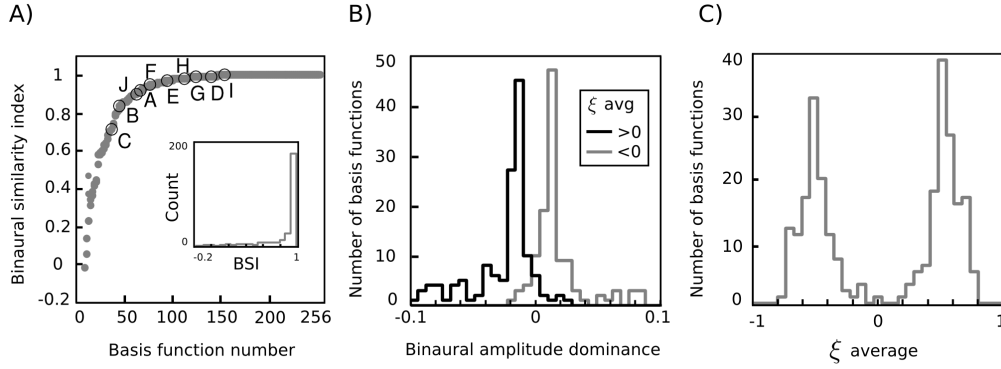 A)
Binaural similarity index
1
0.8
0.6
0.4
0.2
0
-0.2
0 50 100 150 200 256
Basis function number
J F H
A E G D I
B
C
200
Count
0
-0.2 1
BSI
B)
Number of basis functions
50
40
30
20
10
0
-0.1 0 0.1
Binaural amplitude dominance
ξ avg
>0
<0
C)
Number of basis functions
40
30
20
10
0
-1 0 1
ξ average